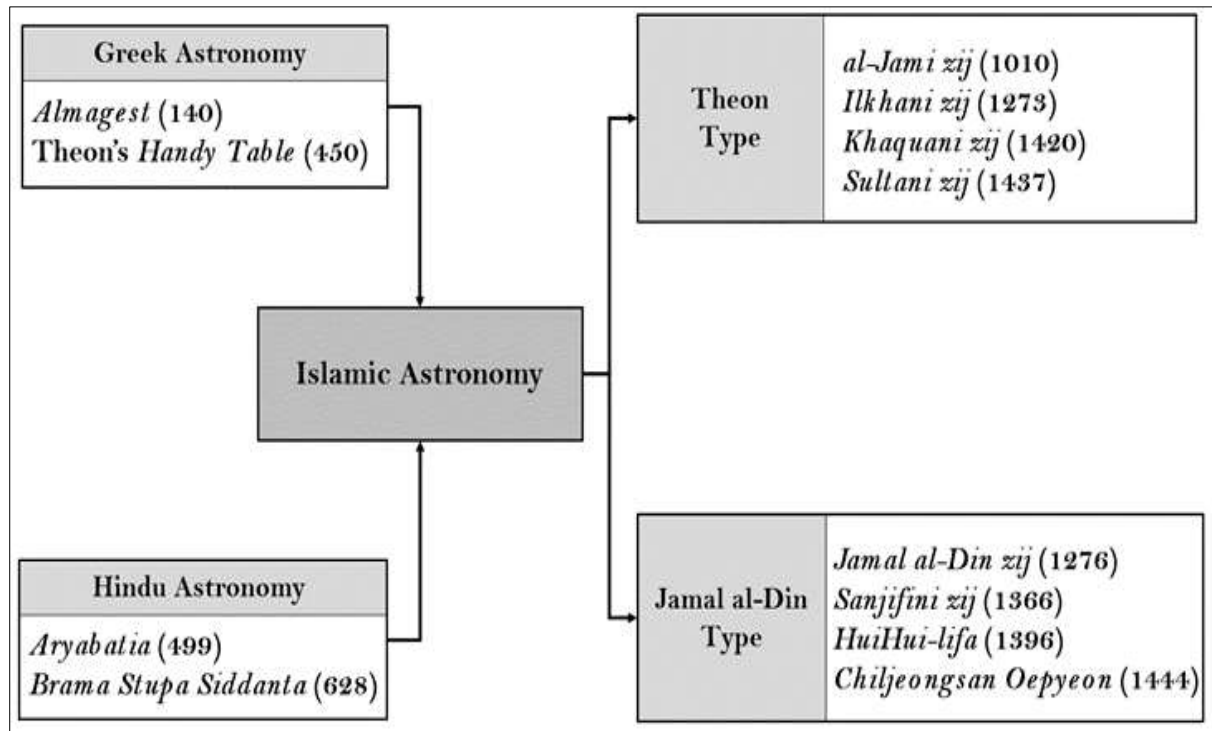 Greek Astronomy
Almagest (140)
Theon's Handy Table (450)
Islamic Astronomy
Hindu Astronomy
Aryabatia (499)
Brama Stupa Siddanta (628)
Theon
Type
al-Jami zij (1010)
Ilkhani zij (1273)
Khaquani zij (1420)
Sultani zij (1437)
Jamal al-Din
Type
Jamal al-Din zij (1276)
Sanjifini zij (1366)
HuiHui-lifa (1396)
Chiljeongsan Oepyeon (1444)